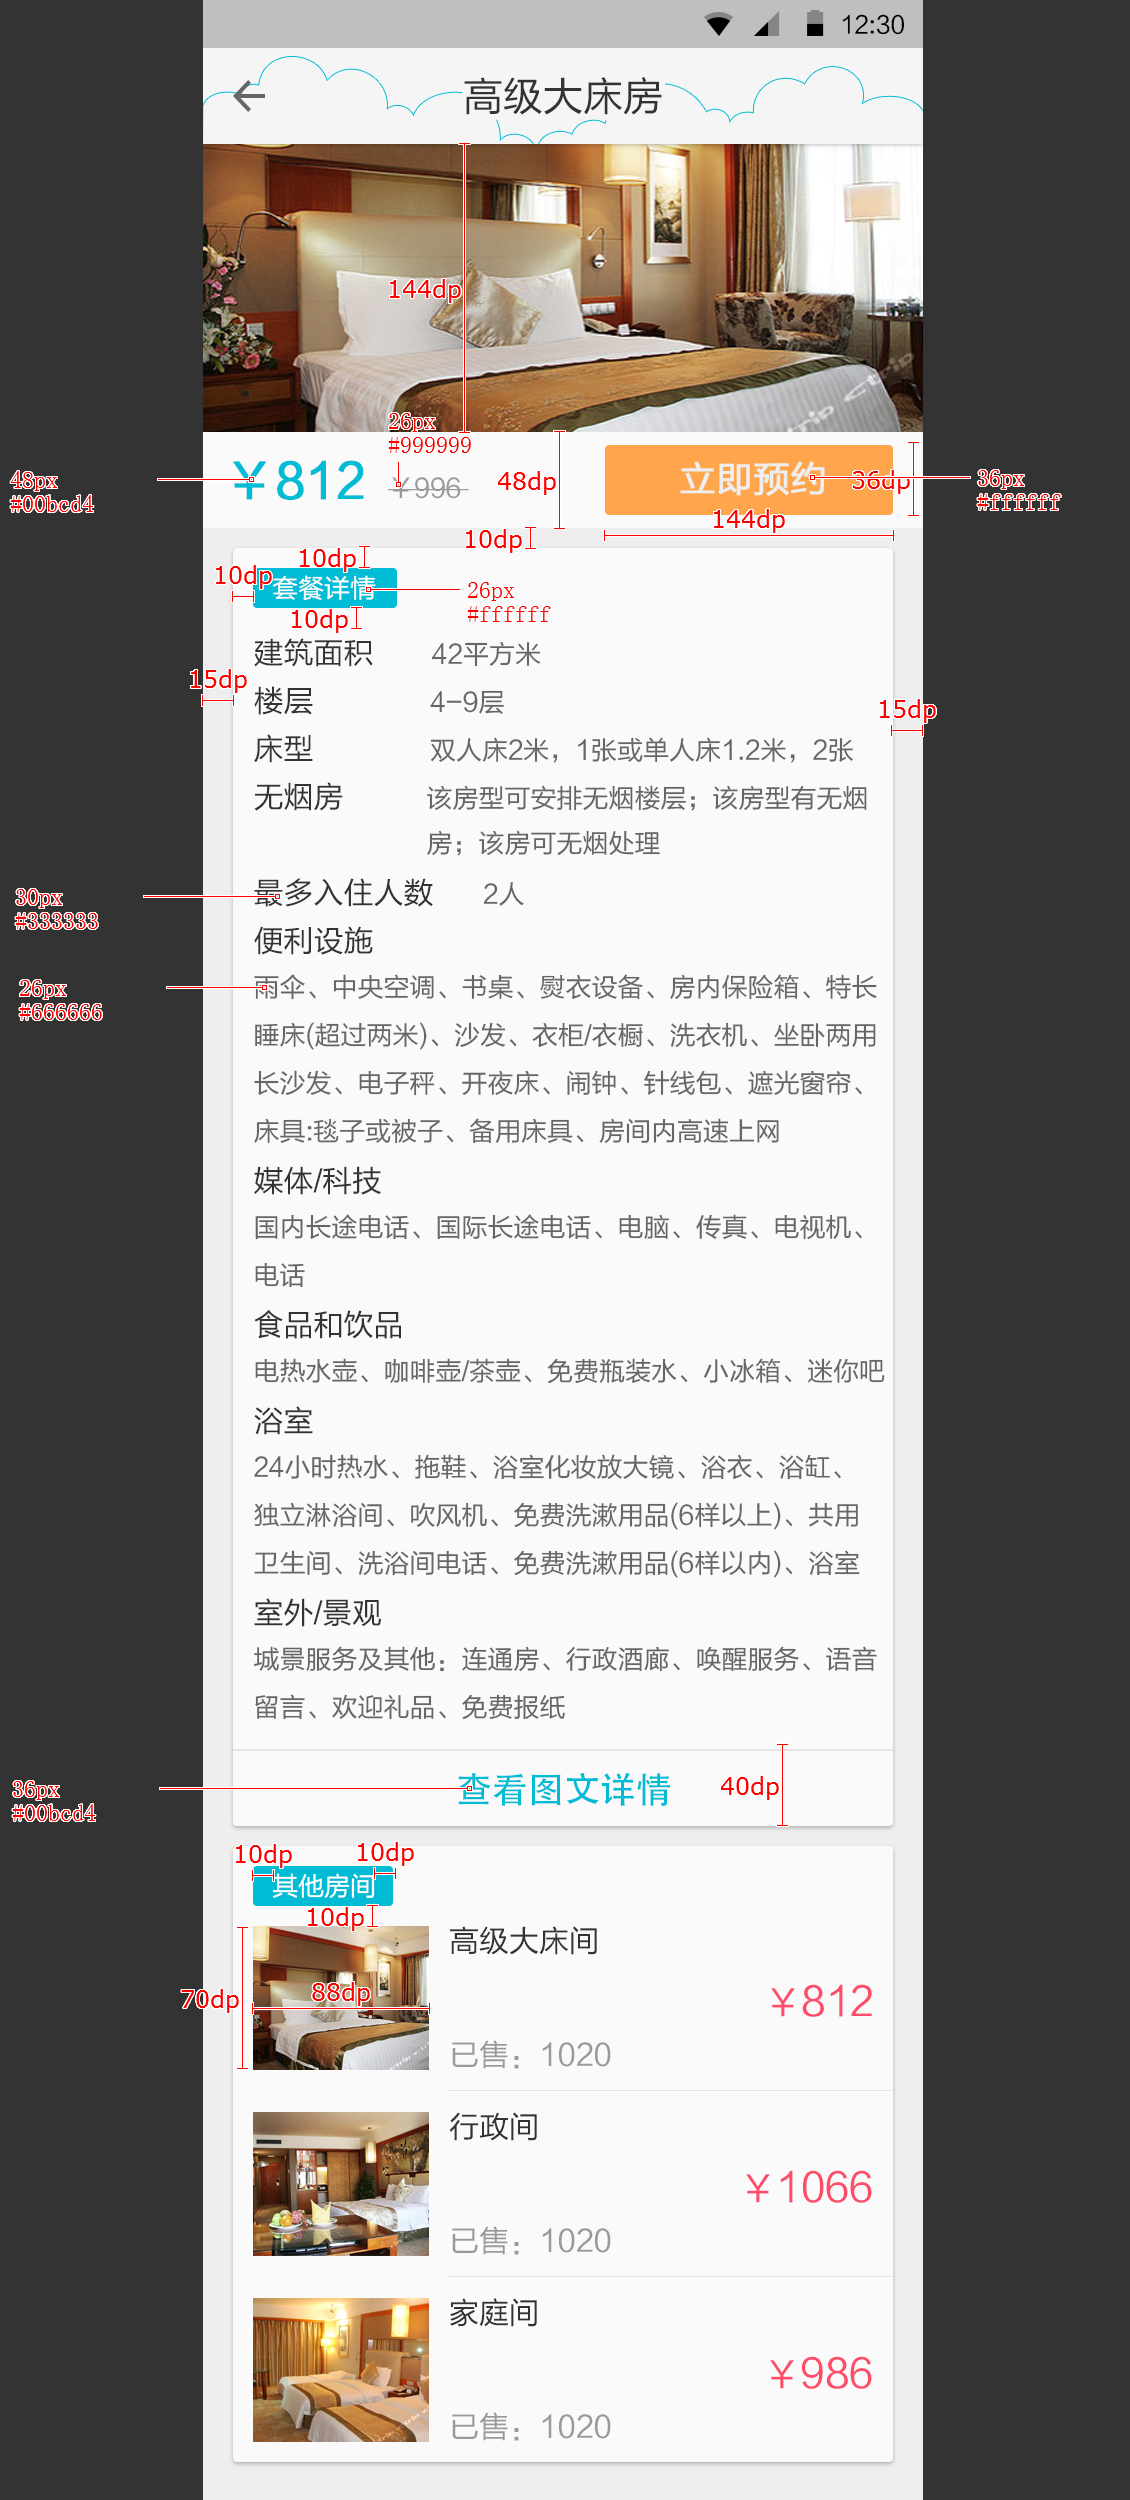 12:30
高级大床房
144dp
26px
#999999
48px
#00bcd4
￥812
￥996
48dp
立即预约
36dp
36px
#ffffff
144dp
10dp
10dp
10dp
套餐详情
26px
#ffffff
10dp
建筑面积 42平方米
15dp
楼层 4-9层
15dp
床型 双人床2米，1张或单人床1.2米，2张
无烟房 该房型可安排无烟楼层；该房型有无烟
房；该房可无烟处理
30px
#333333
最多入住人数 2人
便利设施
26px
#666666
雨伞、中央空调、书桌、熨衣设备、房内保险箱、特长
睡床(超过两米)、沙发、衣柜/衣橱、洗衣机、坐卧两用
长沙发、电子秤、开夜床、闹钟、针线包、遮光窗帘、
床具:毯子或被子、备用床具、房间内高速上网
媒体/科技
国内长途电话、国际长途电话、电脑、传真、电视机、
电话
食品和饮品
电热水壶、咖啡壶/茶壶、免费瓶装水、小冰箱、迷你吧
浴室
24小时热水、拖鞋、浴室化妆放大镜、浴衣、浴缸、
独立淋浴间、吹风机、免费洗漱用品(6样以上)、共用
卫生间、洗浴间电话、免费洗漱用品(6样以内)、浴室
室外/景观
城景服务及其他：连通房、行政酒廊、唤醒服务、语音
留言、欢迎礼品、免费报纸
36px
#00bcd4
查看图文详情
40dp
10dp
10dp
其他房间
10dp
高级大床间
70dp
88dp
￥812
已售：1020
行政间
￥1066
已售：1020
家庭间
￥986
已售：1020